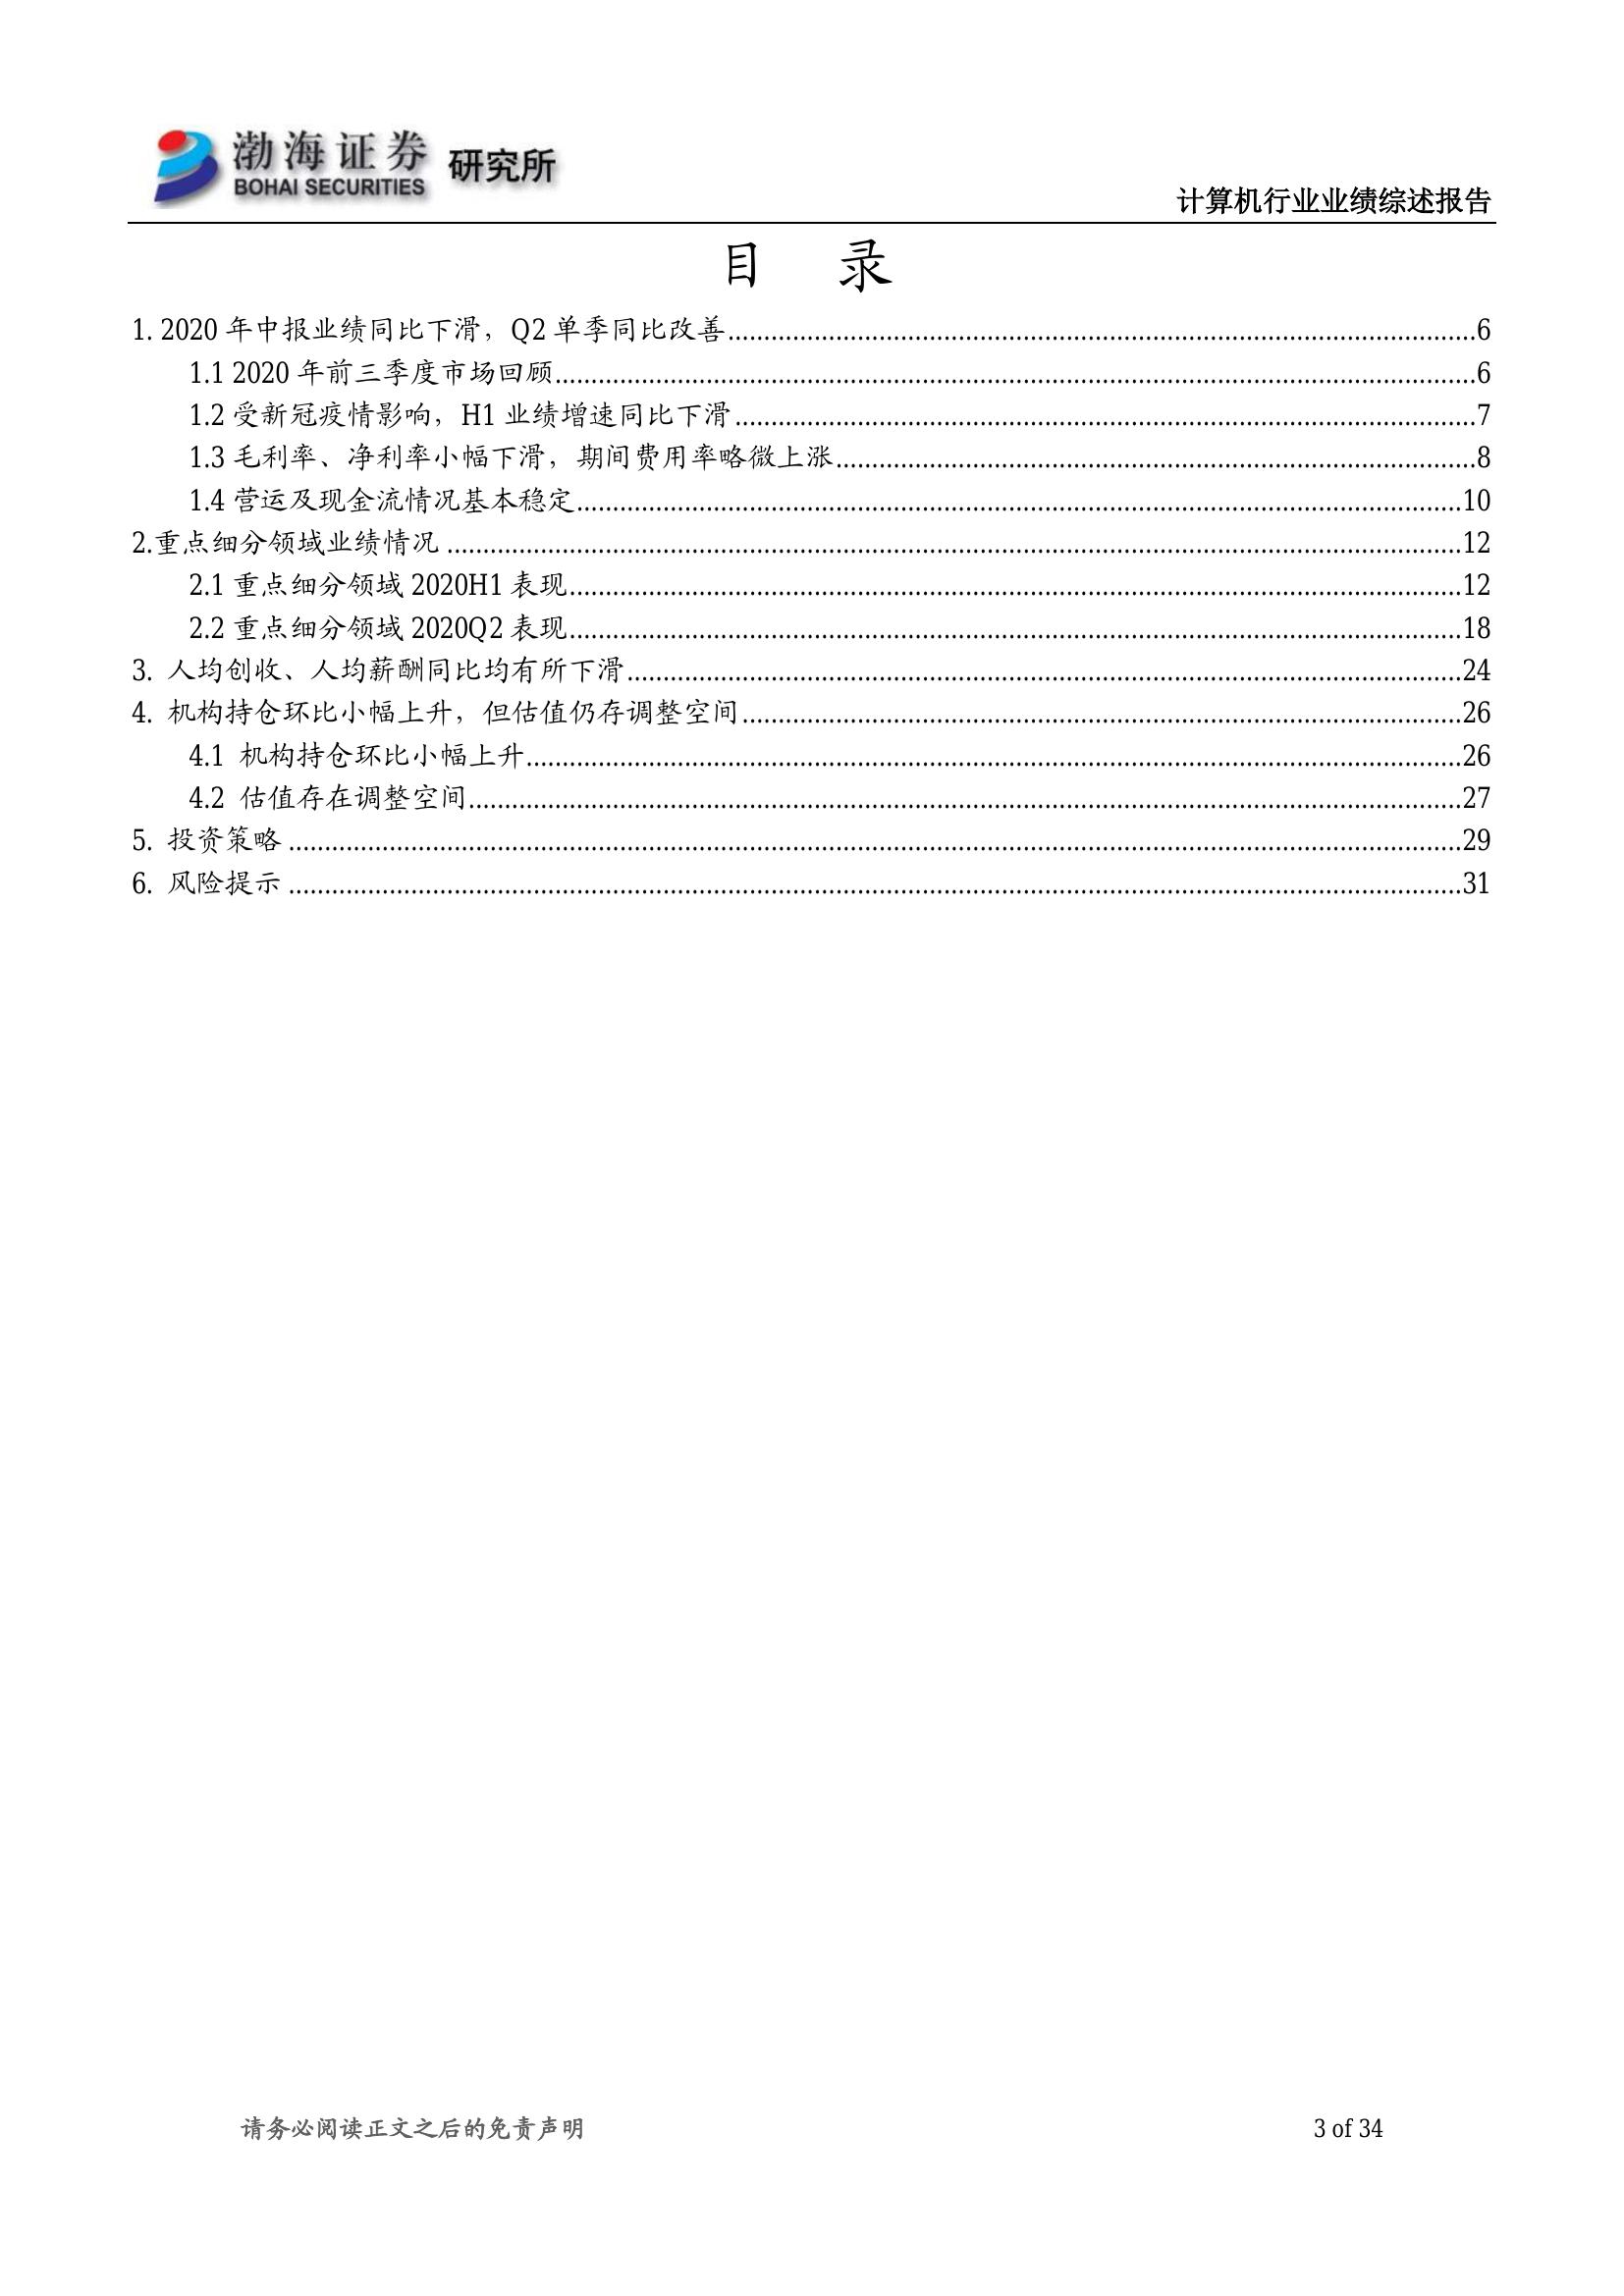 渤海证券 研究所
BOHAI SECURITIES
计算机行业业绩综述报告
目 录
1. 2020 年中报业绩同比下滑，Q2 单季同比改善......6
1.1 2020 年前三季度市场回顾......6
1.2 受新冠疫情影响，H1 业绩增速同比下滑......7
1.3 毛利率、净利率小幅下滑，期间费用率略微上涨......8
1.4 营运及现金流情况基本稳定......10
2.重点细分领域业绩情况......12
2.1 重点细分领域 2020H1 表现......12
2.2 重点细分领域 2020Q2 表现......18
3. 人均创收、人均薪酬同比均有所下滑......24
4. 机构持仓环比小幅上升，但估值仍存调整空间......26
4.1 机构持仓环比小幅上升......26
4.2 估值存在调整空间......27
5. 投资策略......29
6. 风险提示......31
请务必阅读正文之后的免责声明
3 of 34